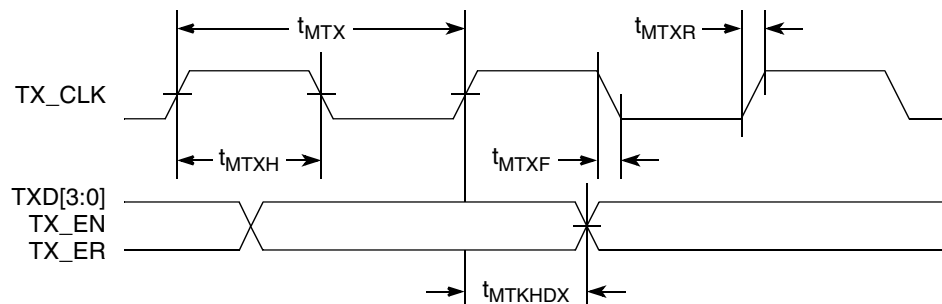 tMTX
tMTXR
TX_CLK
tMTXH
tMTXF
TXD[3:0]
TX_EN
TX_ER
tMTKHDX